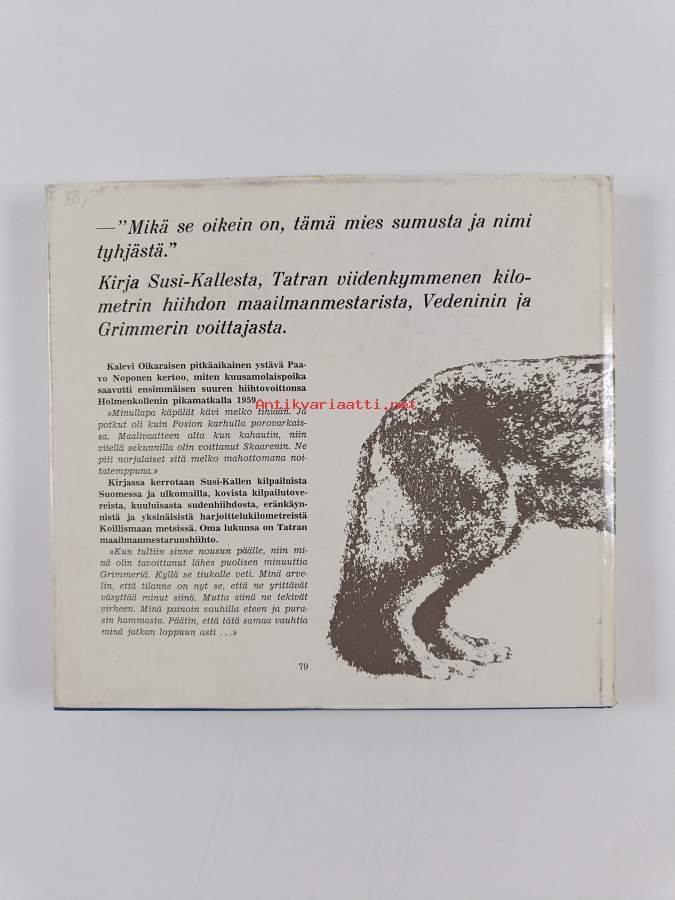 50,-*
—"Mikä se oikein on, tämä mies sumusta ja nimi
tyhjästä."
Kirja Susi-Kallesta, Tatran viidenkymmenen kilo-
metrin hiihdon maailmanmestarista, Vedeninin ja
Grimmerin voittajasta.
Kalevi Oikaraisen pitkäaikainen ystävä Paa-
vo Noponen kertoo, miten kuusamolaispoika
saavutti ensimmäisen suuren hiihtovoittonsa
Holmenkollenin pikamatkalla 1959.
»Minullapa käpälät kävi melko tihiään. Ja
potkut oli kuin Posion karhulla porovarkais-
sa. Maalivaatteen alta kun kahautin, niin
viiellä sekunnilla olin voittanut Skaarenin. Ne
piti norjalaiset sitä melko mahottomana noi-
tatemppuna.»
Kirjassa kerrotaan Susi-Kallen kilpailuista
Suomessa ja ulkomailla, kovista kilpailutove-
reista, kuuluisasta sudenhiihdosta, eränkäyn-
nistä ja yksinäisistä harjoittelukilometreistä
Koillismaan metsissä. Oma lukunsa on Tatran
maailmanmestaruushiihto.
»Kun tultiin sinne nousun päälle, niin mi-
nä olin tavoittanut lähes puolisen minuuttia
Grimmeriä. Kyllä se tiukalle veti. Minä arve-
lin, että tilanne on nyt se, että ne yrittävät
väsyttää minut siinä. Mutta siinä ne tekivät
virheen. Minä painoin vauhilla eteen ja pura-
sin hammasta. Päätin, että tätä samaa vauhtia
minä jatkan loppuun asti . . .»
79
Antikvariaatti.net